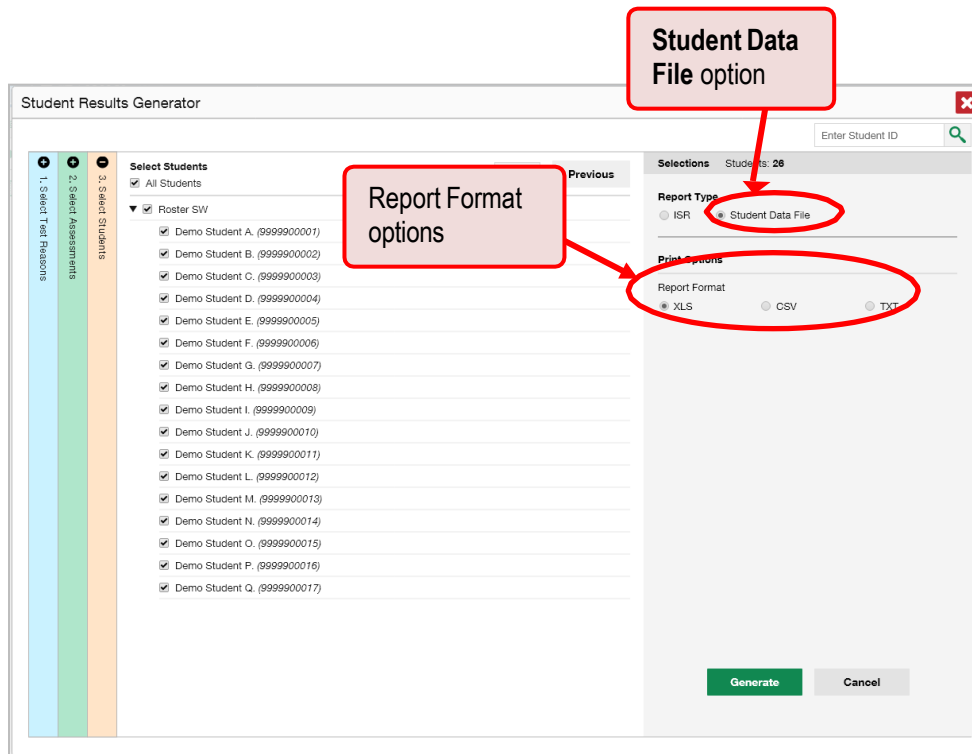 Student Data
File option
Student Results Generator
Enter Student ID
1. Select Test Reasons
2. Select Assessments
3. Select Students
Select Students
All Students
Previous
Report Format
options
Roster SW
Demo Student A. (9999900001)
Demo Student B. (9999900002)
Demo Student C. (9999900003)
Demo Student D. (9999900004)
Demo Student E. (9999900005)
Demo Student F. (9999900006)
Demo Student G. (9999900007)
Demo Student H. (9999900008)
Demo Student I. (9999900009)
Demo Student J. (9999900010)
Demo Student K. (9999900011)
Demo Student L. (9999900012)
Demo Student M. (9999900013)
Demo Student N. (9999900014)
Demo Student O. (9999900015)
Demo Student P. (9999900016)
Demo Student Q. (9999900017)
Selections Students: 26
Report Type
ISR Student Data File
Print Options
Report Format
XLS CSV TXT
Generate Cancel